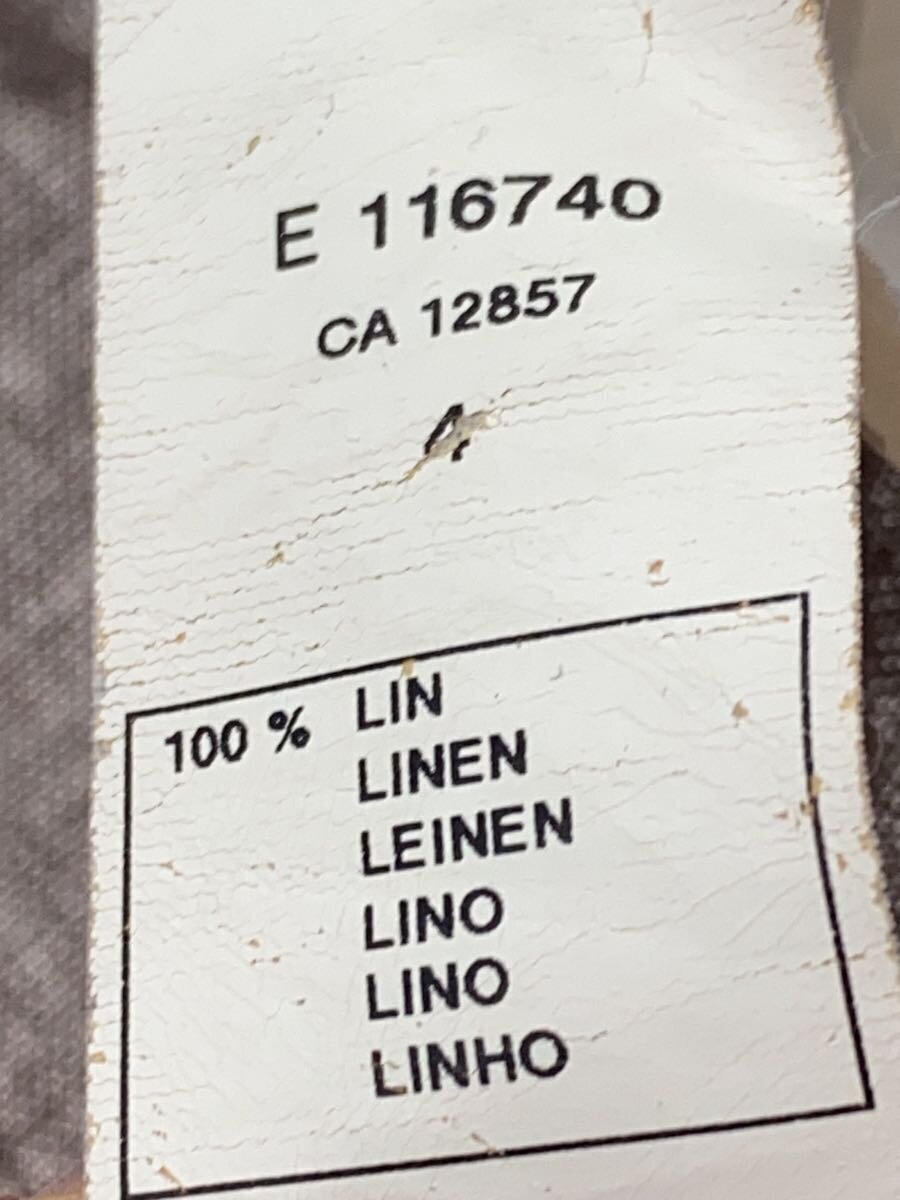 E 116740
CA 12857
4
100 % LIN
LINEN
LEINEN
LINO
LINO
LINHO